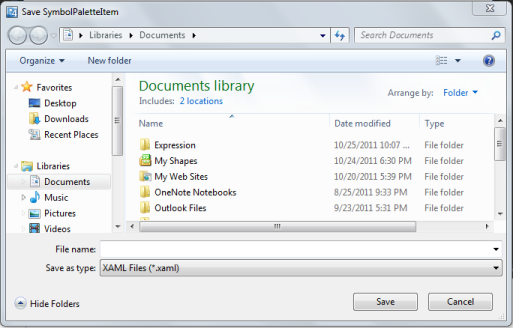 Save SymbolPaletteItem
Libraries Documents Search Documents
Organize New folder
Favorites
Desktop
Downloads
Recent Places
Libraries
Documents
Music
Pictures
Videos
Documents library
Includes: 2 locations
Arrange by: Folder
Name Date modified Type
Expression 10/25/2011 10:07 ... File folder
My Shapes 10/24/2011 6:30 PM File folder
My Web Sites 10/20/2011 5:39 PM File folder
OneNote Notebooks 8/25/2011 9:33 PM File folder
Outlook Files 9/23/2011 5:31 PM File folder
File name:
Save as type: XAML Files (*.xaml)
Hide Folders Save Cancel